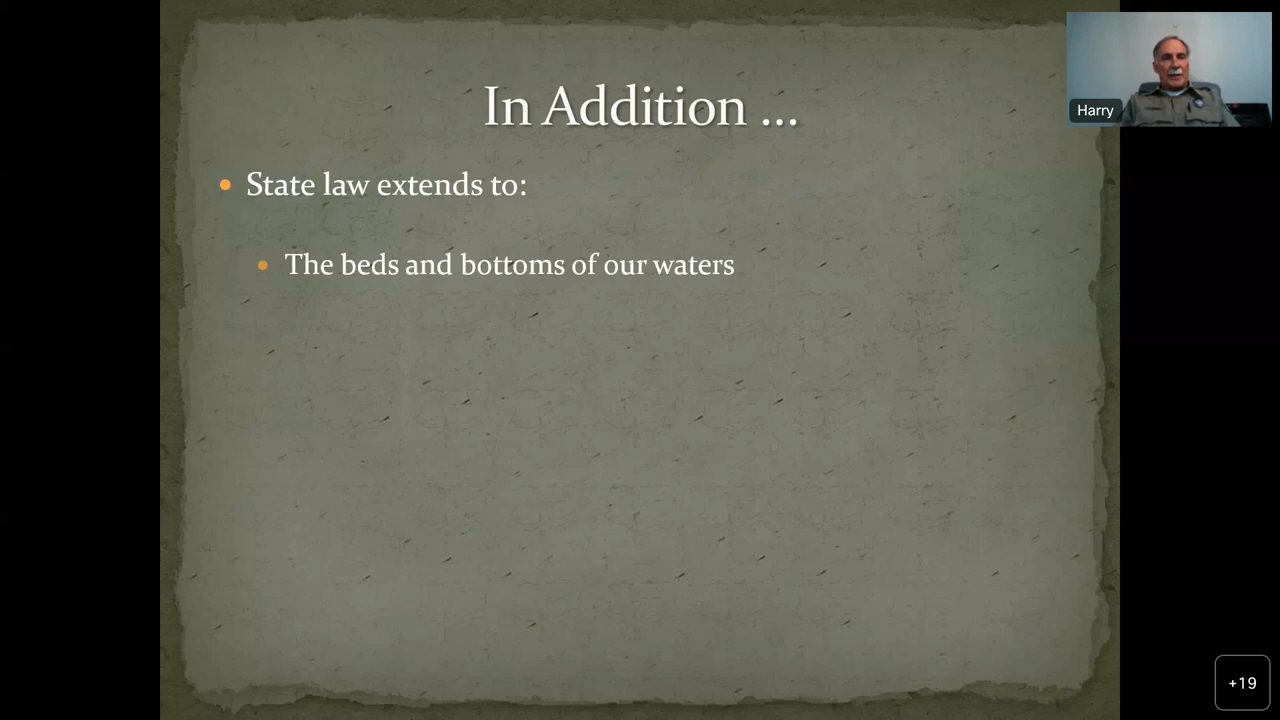 In Addition ...
State law extends to:
The beds and bottoms of our waters
Harry
+19